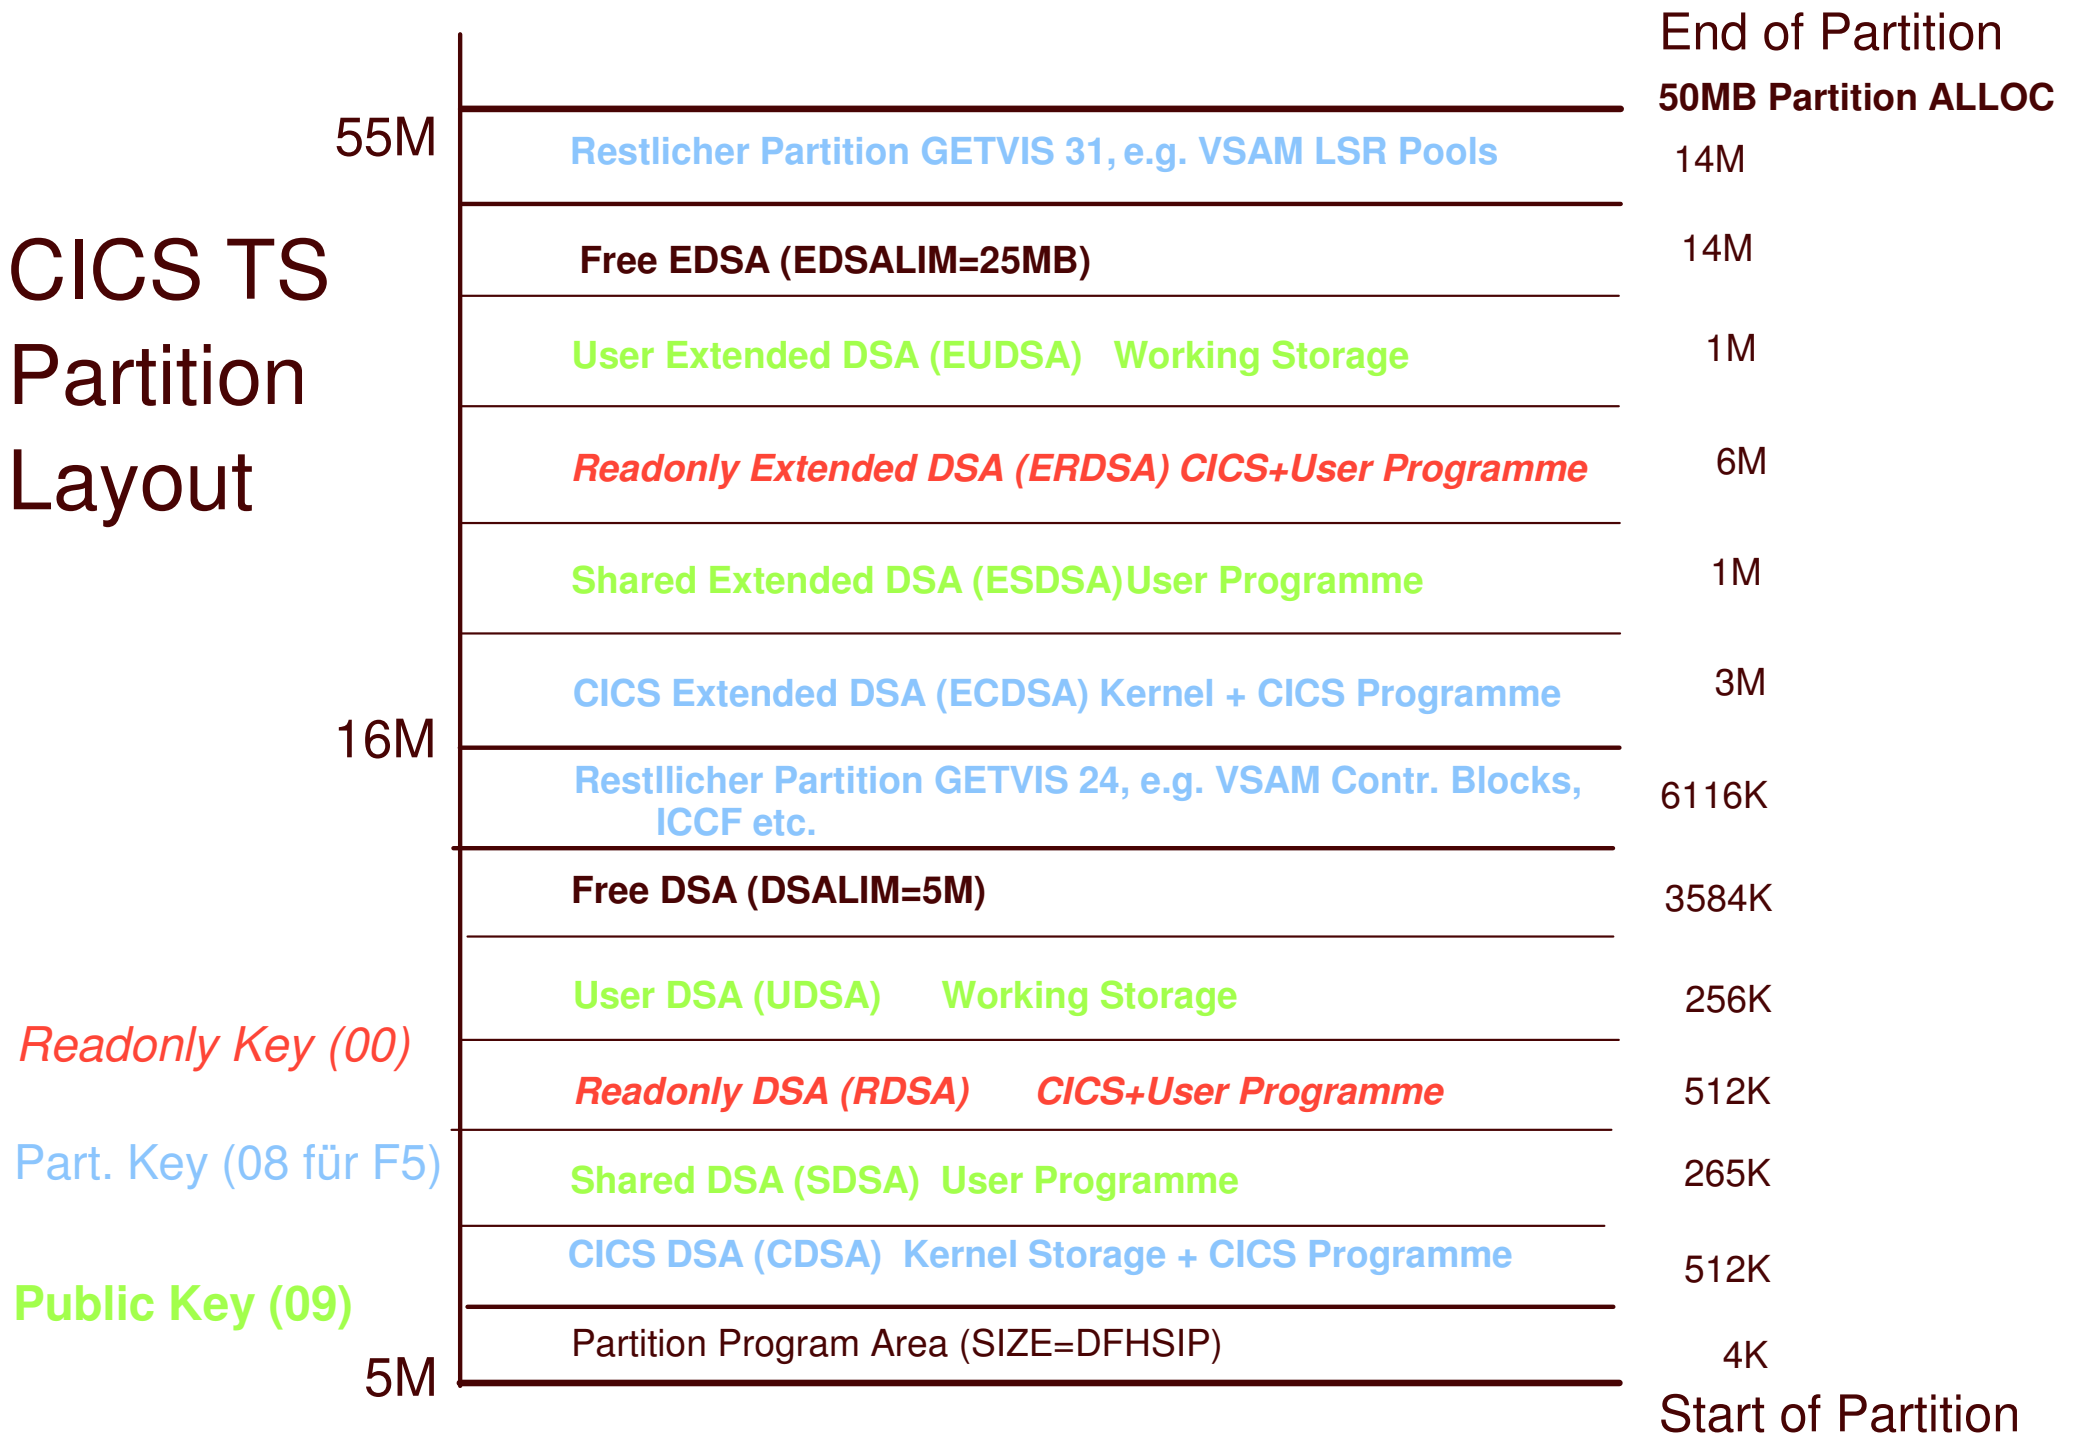 End of Partition
50MB Partition ALLOC
55M
Restlicher Partition GETVIS 31, e.g. VSAM LSR Pools
14M
CICS TS
Partition
Layout
Free EDSA (EDSALIM=25MB)
14M
User Extended DSA (EUDSA) Working Storage
1M
Readonly Extended DSA (ERDSA) CICS+User Programme
6M
Shared Extended DSA (ESDSA)User Programme
1M
CICS Extended DSA (ECDSA) Kernel + CICS Programme
3M
16M
Restllicher Partition GETVIS 24, e.g. VSAM Contr. Blocks,
ICCF etc.
6116K
Free DSA (DSALIM=5M)
3584K
User DSA (UDSA) Working Storage
256K
Readonly Key (00)
Readonly DSA (RDSA) CICS+User Programme
512K
Part. Key (08 für F5)
Shared DSA (SDSA) User Programme
265K
CICS DSA (CDSA) Kernel Storage + CICS Programme
512K
Public Key (09)
Partition Program Area (SIZE=DFHSIP)
4K
5M
Start of Partition